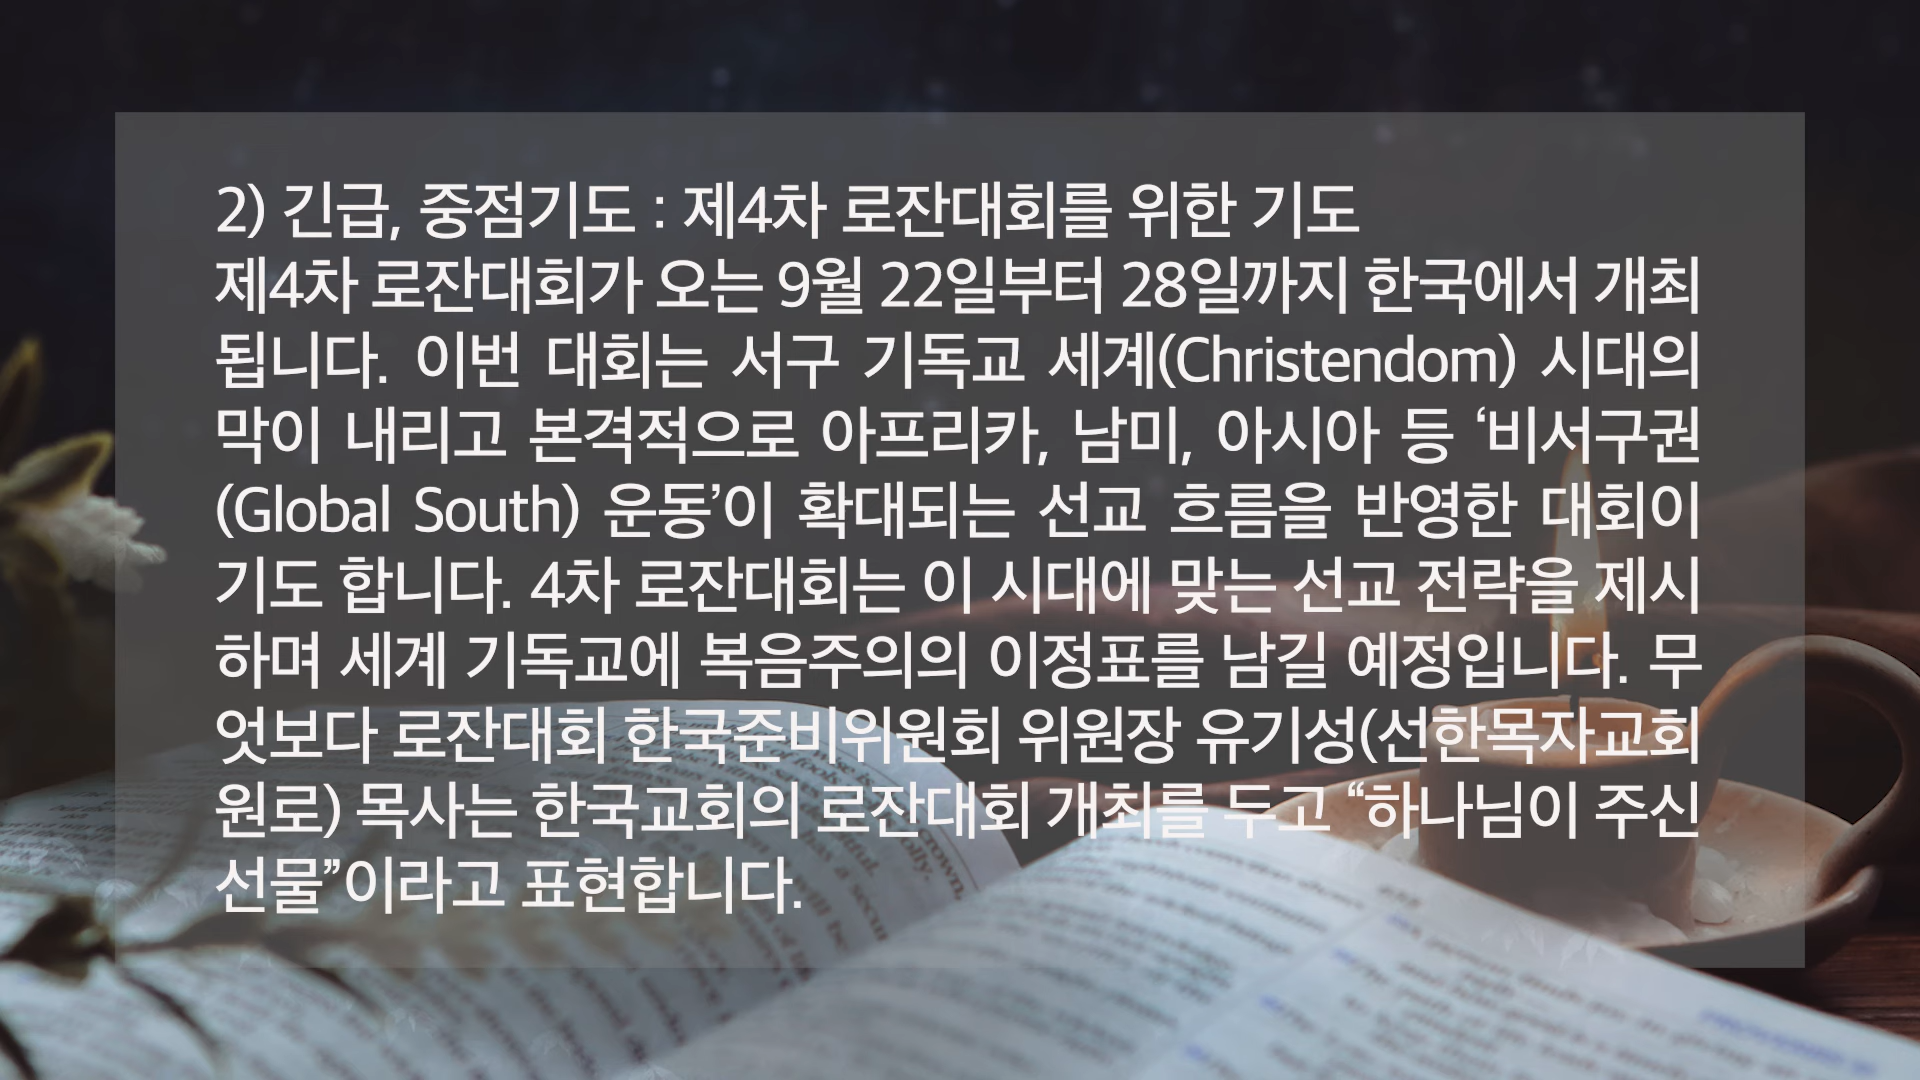 2) 긴급, 중점기도 : 제4차 로잔대회를 위한 기도
제4차 로잔대회가 오는 9월 22일부터 28일까지 한국에서 개최
됩니다. 이번 대회는 서구 기독교 세계(Christendom) 시대의
막이 내리고 본격적으로 아프리카, 남미, 아시아 등 ‘비서구권
(Global South) 운동’이 확대되는 선교 흐름을 반영한 대회이
기도 합니다. 4차 로잔대회는 이 시대에 맞는 선교 전략을 제시
하며 세계 기독교에 복음주의의 이정표를 남길 예정입니다. 무
엇보다 로잔대회 한국준비위원회 위원장 유기성(선한목자교회
원로) 목사는 한국교회의 로잔대회 개최를 두고 “하나님이 주신
선물”이라고 표현합니다.